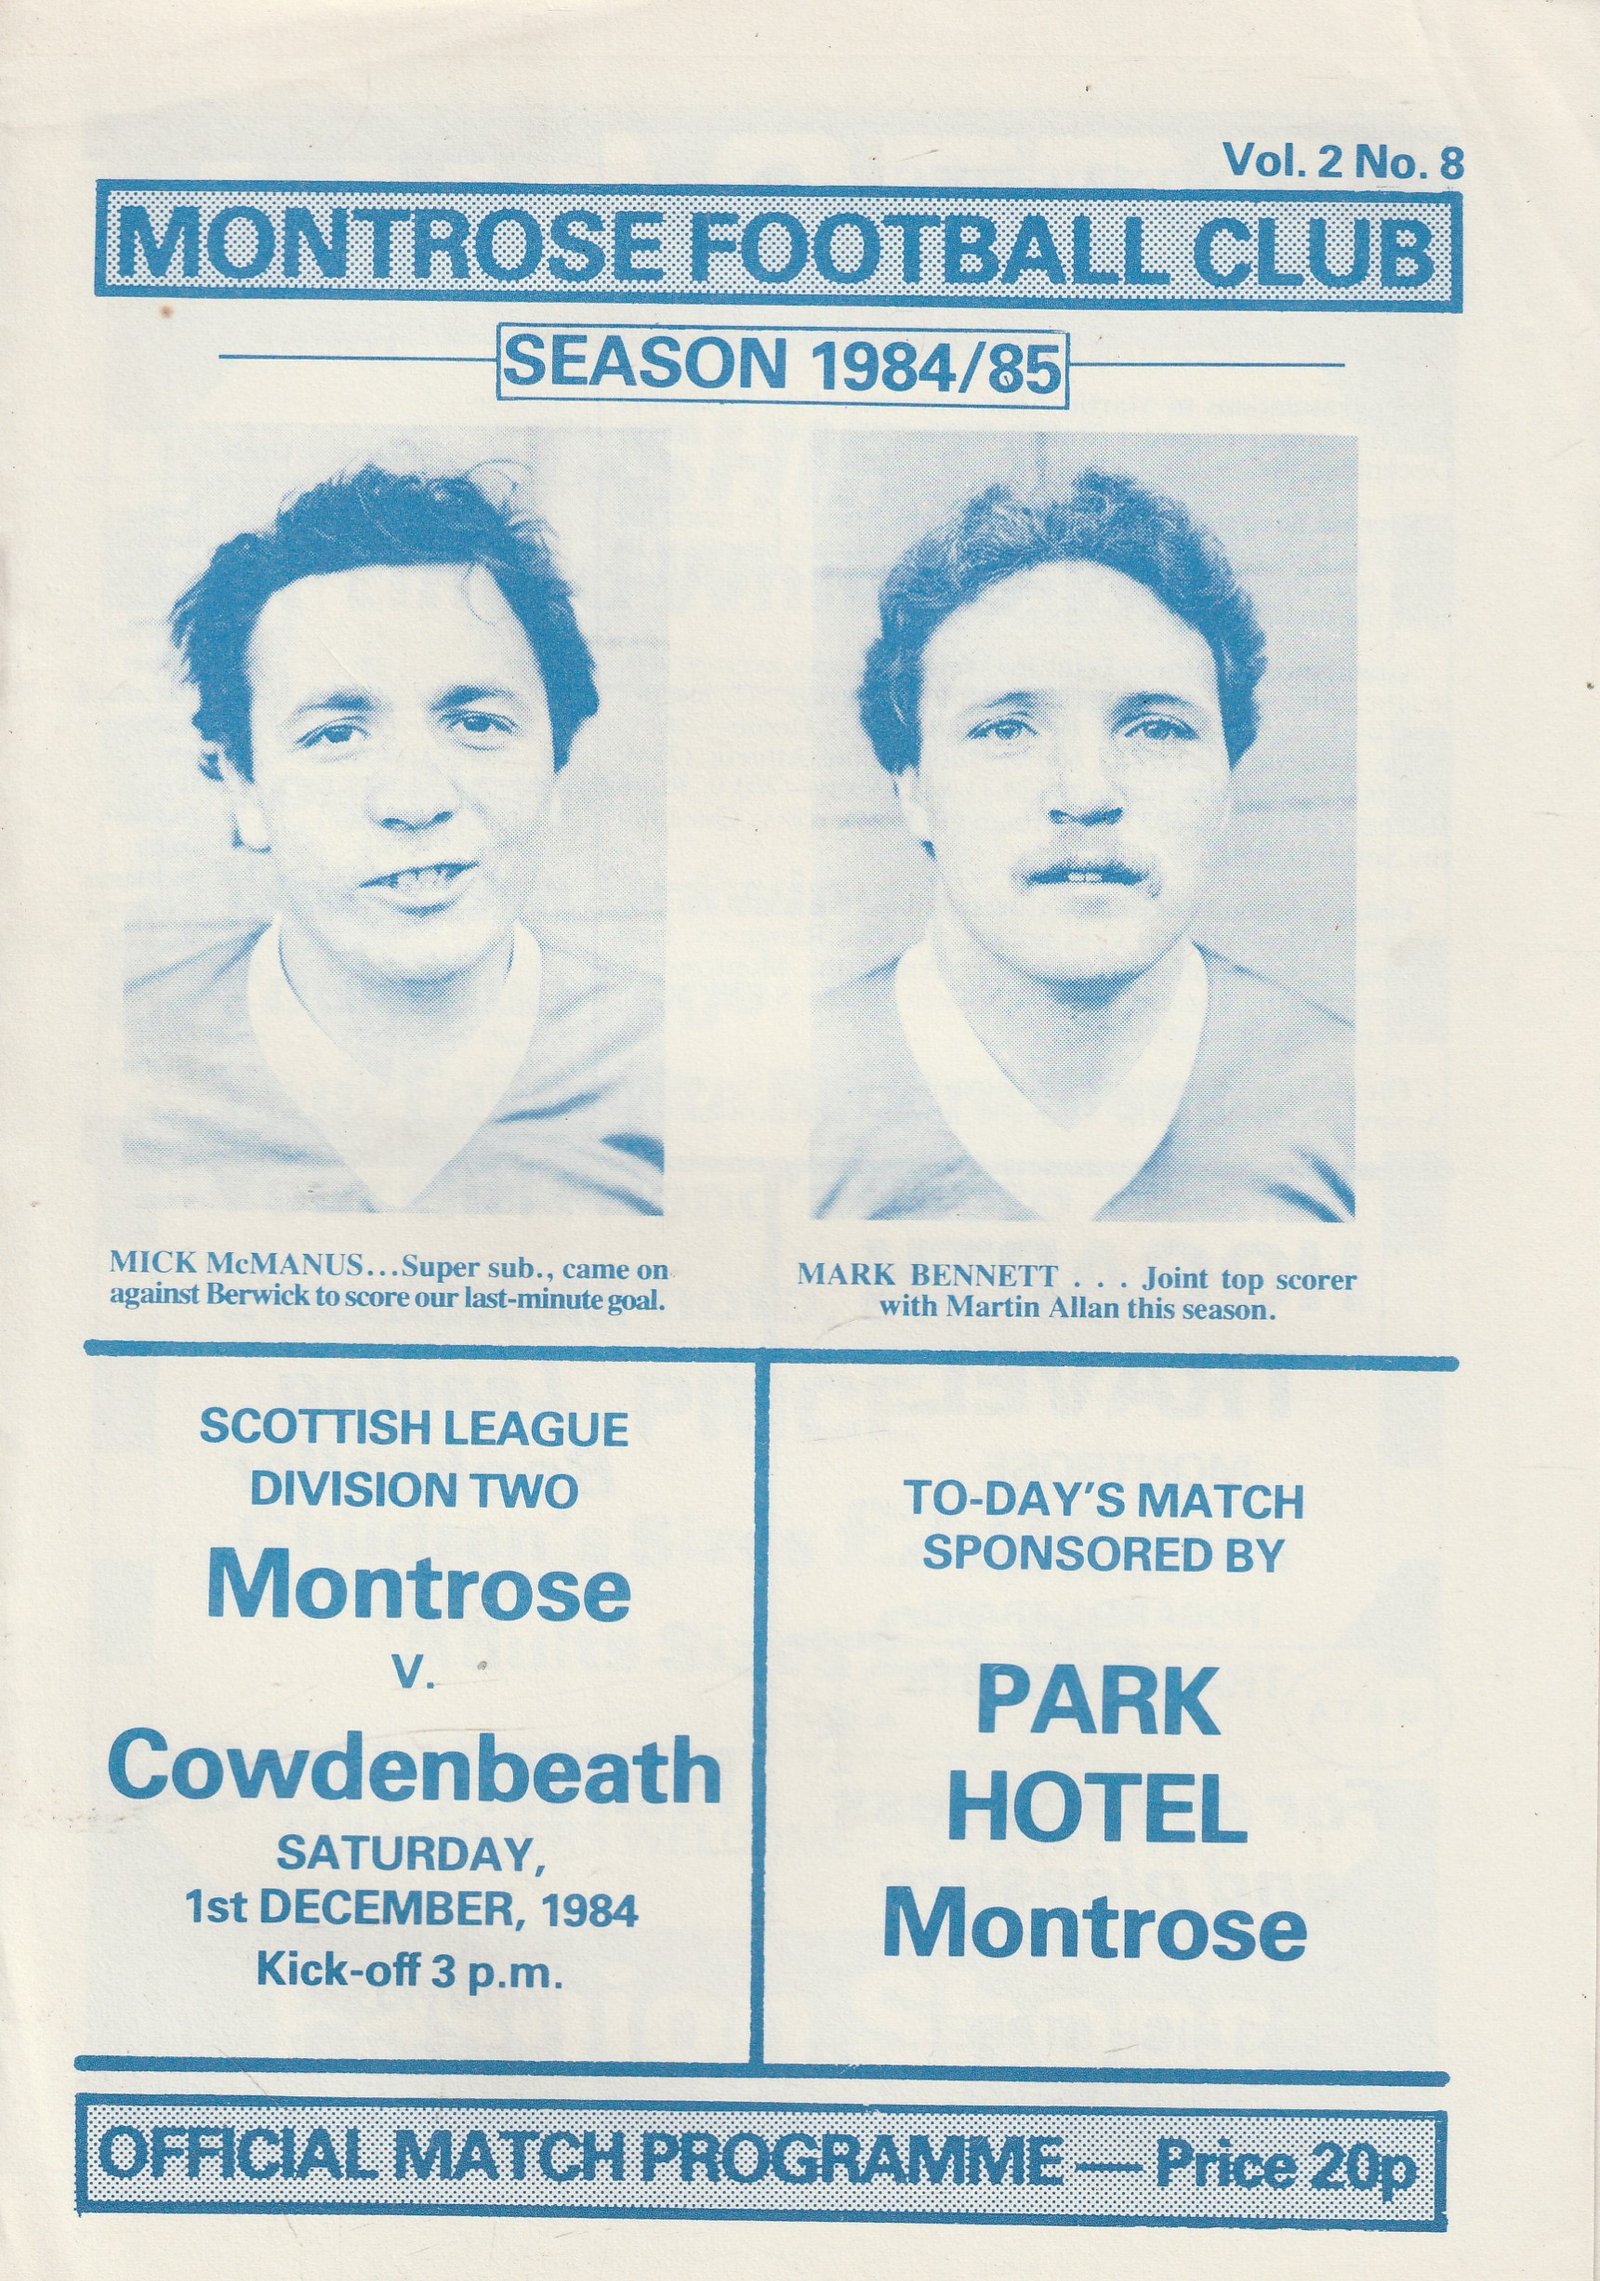 Vol. 2 No. 8
MONTROSE FOOTBALL CLUB
SEASON 1984/85
MICK McMANUS...Super sub., came on
against Berwick to score our last-minute goal.
MARK BENNETT . . . Joint top scorer
with Martin Allan this season.
SCOTTISH LEAGUE
DIVISION TWO
Montrose
v.
Cowdenbeath
SATURDAY,
1st DECEMBER, 1984
Kick-off 3 p.m.
TO-DAY'S MATCH
SPONSORED BY
PARK
HOTEL
Montrose
OFFICIAL MATCH PROGRAMME — Price 20p